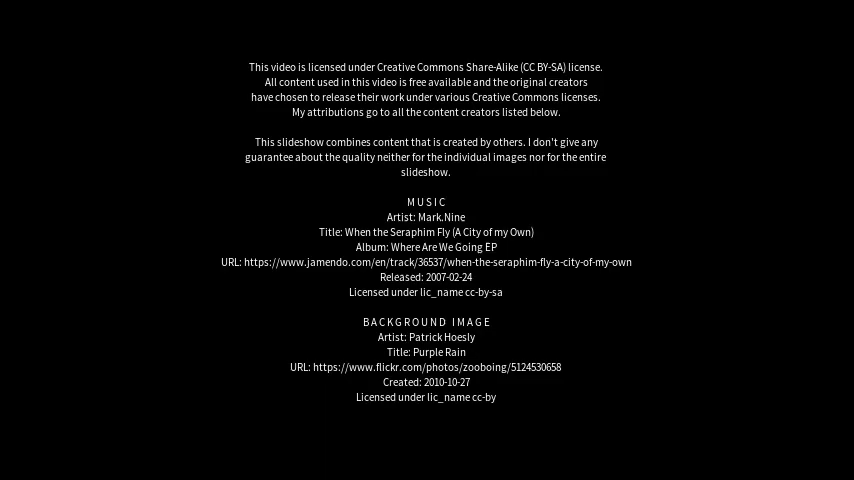 This video is licensed under Creative Commons Share-Alike (CC BY-SA) license.
All content used in this video is free available and the original creators
have chosen to release their work under various Creative Commons licenses.
My attributions go to all the content creators listed below.
This slideshow combines content that is created by others. I don't give any
guarantee about the quality neither for the individual images nor for the entire
slideshow.
M U S I C
Artist: Mark.Nine
Title: When the Seraphim Fly (A City of my Own)
Album: Where Are We Going EP
URL: https://www.jamendo.com/en/track/36537/when-the-seraphim-fly-a-city-of-my-own
Released: 2007-02-24
Licensed under lic_name cc-by-sa
B A C K G R O U N D   I M A G E
Artist: Patrick Hoesly
Title: Purple Rain
URL: https://www.flickr.com/photos/zooboing/5124530658
Created: 2010-10-27
Licensed under lic_name cc-by